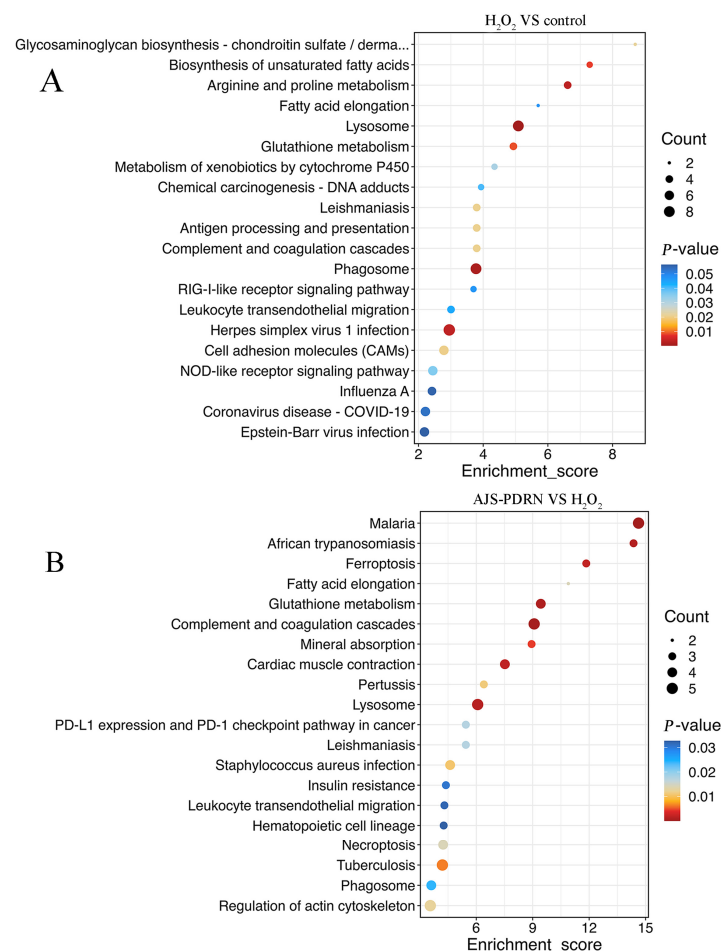 H₂O₂ VS control
A
Glycosaminoglycan biosynthesis - chondroitin sulfate / derma...
Biosynthesis of unsaturated fatty acids
Arginine and proline metabolism
Fatty acid elongation
Lysosome
Glutathione metabolism
Metabolism of xenobiotics by cytochrome P450
Chemical carcinogenesis - DNA adducts
Leishmaniasis
Antigen processing and presentation
Complement and coagulation cascades
Phagosome
RIG-I-like receptor signaling pathway
Leukocyte transendothelial migration
Herpes simplex virus 1 infection
Cell adhesion molecules (CAMs)
NOD-like receptor signaling pathway
Influenza A
Coronavirus disease - COVID-19
Epstein-Barr virus infection
2 4 6 8
Enrichment_score
Count
2
4
6
8
P-value
0.05
0.04
0.03
0.02
0.01
AJS-PDRN VS H₂O₂
B
Malaria
African trypanosomiasis
Ferroptosis
Fatty acid elongation
Glutathione metabolism
Complement and coagulation cascades
Mineral absorption
Cardiac muscle contraction
Pertussis
Lysosome
PD-L1 expression and PD-1 checkpoint pathway in cancer
Leishmaniasis
Staphylococcus aureus infection
Insulin resistance
Leukocyte transendothelial migration
Hematopoietic cell lineage
Necroptosis
Tuberculosis
Phagosome
Regulation of actin cytoskeleton
6 9 12 15
Enrichment_score
Count
2
3
4
5
P-value
0.03
0.02
0.01